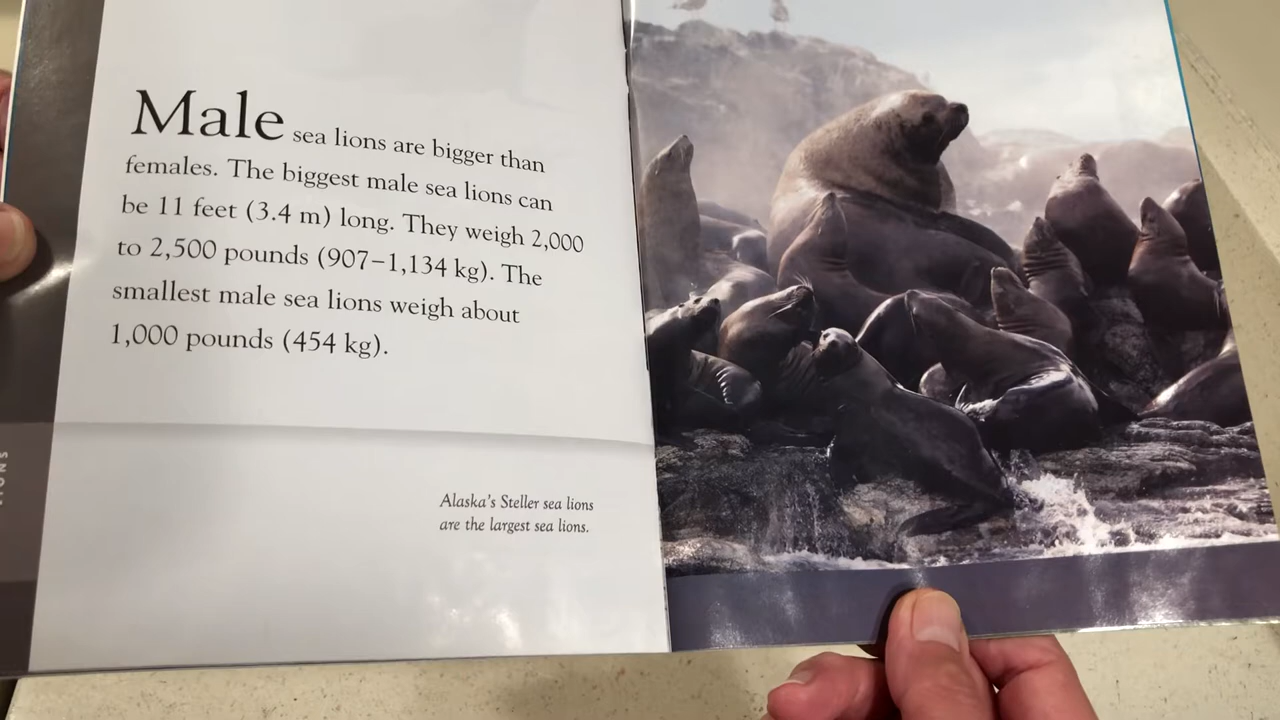 Male sea lions are bigger than
females. The biggest male sea lions can
be 11 feet (3.4 m) long. They weigh 2,000
to 2,500 pounds (907–1,134 kg). The
smallest male sea lions weigh about
1,000 pounds (454 kg).
Alaska's Steller sea lions
are the largest sea lions.